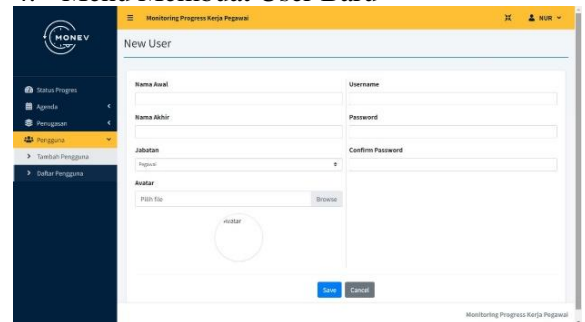 4. Menu Membuat User Baru
MONEV
Monitoring Progress Kerja Pegawai
NUR
New User
Status Progres
Agenda
Penugasan
Pengguna
Tambah Pengguna
Daftar Pengguna
Nama Awal
Username
Nama Akhir
Password
Jabatan
Confirm Password
Pegawai
Avatar
Pilih file
Browse
Avatar
Save
Cancel
Monitoring Progress Kerja Pegawai